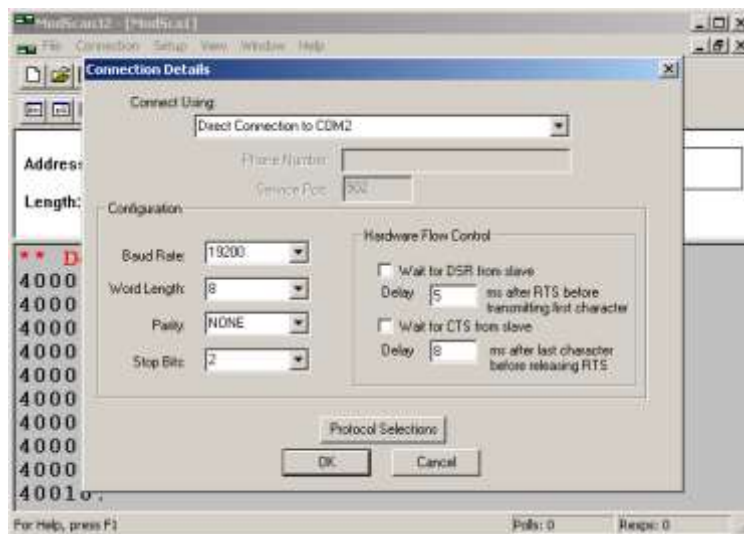 ModScan32 - [ModSca1]
File Connection Setup View Window Help
Connection Details
Connect Using:
Direct Connection to COM2
Phone Number:
Service Port: 502
Address:
Length:
Configuration
Baud Rate: 19200
Word Length: 8
Parity: NONE
Stop Bits: 2
Hardware Flow Control
Wait for DSR from slave
Delay 5 ms after RTS before
transmitting first character
Wait for CTS from slave
Delay 8 ms after last character
before releasing RTS
** D
4000
4000
4000
4000
4000
4000
4000
4000
4000
40010:
Protocol Selections
OK Cancel
For Help, press F1 Polls: 0 Resps: 0